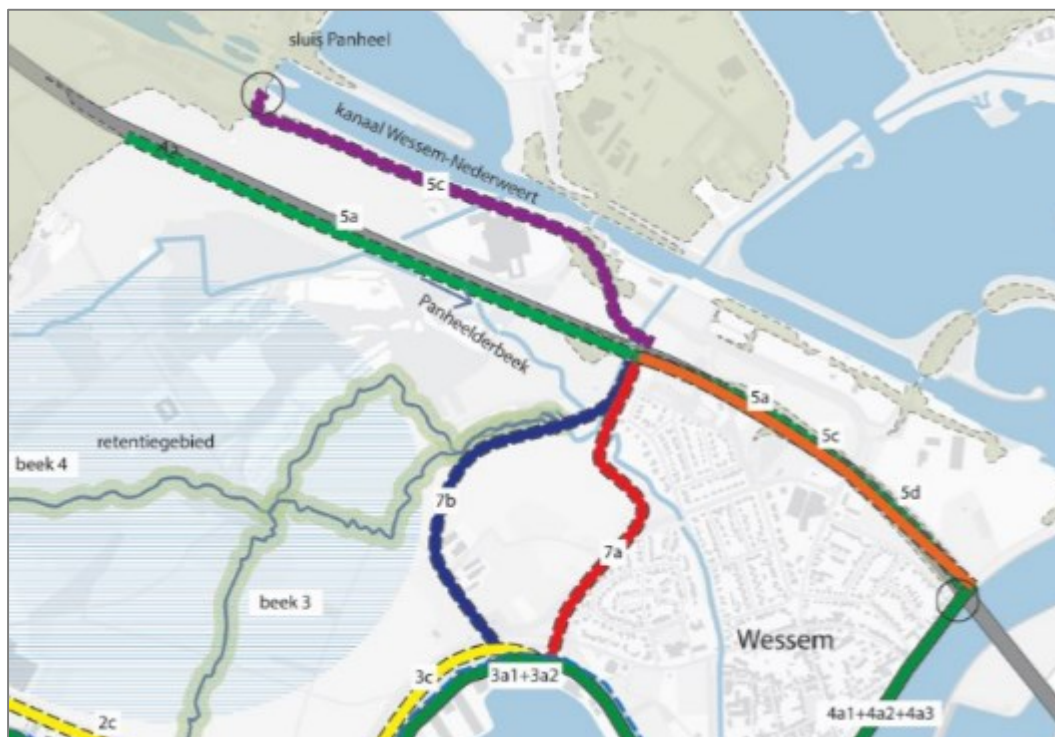 sluis Panheel
kanaal Wessem-Nederweert
A2
5c
5a
Panheelderbeek
5a
retentiegebied
5c
beek 4
5d
7b
7a
beek 3
Wessem
3c
3a1+3a2
2c
4a1+4a2+4a3